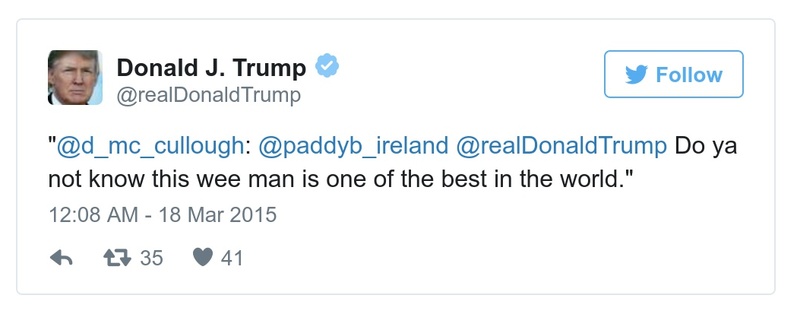 Donald J. Trump
@realDonaldTrump
Follow
"@d_mc_cullough: @paddyb_ireland @realDonaldTrump Do ya
not know this wee man is one of the best in the world."
12:08 AM - 18 Mar 2015
35 41